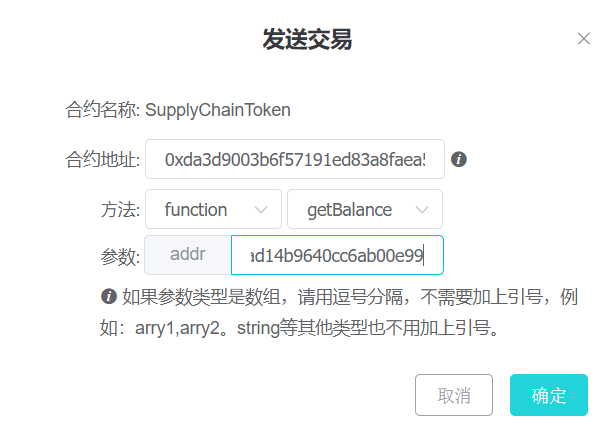 发送交易
合约名称: SupplyChainToken
合约地址: 0xda3d9003b6f57191ed83a8faea5
方法: function getBalance
参数: addr ad14b9640cc6ab00e99
如果参数类型是数组，请用逗号分隔，不需要加上引号，例
如：arry1,arry2。string等其他类型也不用加上引号。
取消 确定